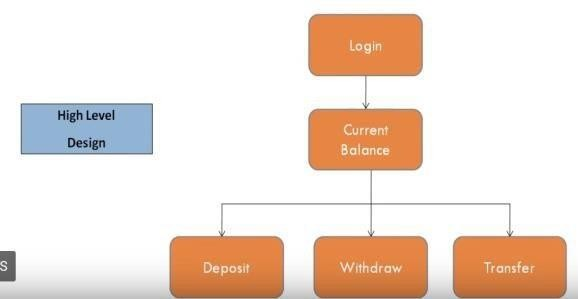 Login
High Level
Design
Current
Balance
S
Deposit
Withdraw
Transfer